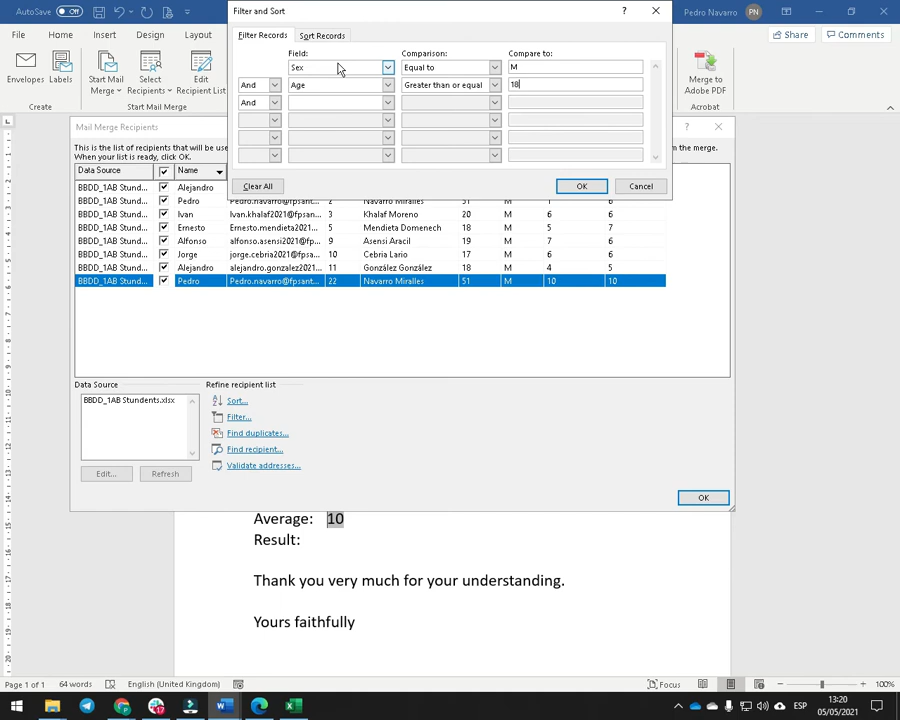 AutoSave Off
Pedro Navarro PN
File Home Insert Design Layout
Share Comments
Envelopes Labels Start Mail Merge Select Recipients Edit Recipient List
Merge to Adobe PDF
Create Start Mail Merge Acrobat
Filter and Sort
Filter Records Sort Records
Field: Comparison: Compare to:
Sex Equal to M
And Age Greater than or equal 18
And
Clear All OK Cancel
Mail Merge Recipients
This is the list of recipients that will be use
the merge.
When your list is ready, click OK.
Data Source Name
BBDD_1AB Stund... Alejandro
BBDD_1AB Stund... Pedro Pedro.navarro@fpsant... 2 Navarro Miralles 51 M 1 6
BBDD_1AB Stund... Ivan Ivan.khalaf2021@fpsan... 3 Khalaf Moreno 20 M 6 6
BBDD_1AB Stund... Ernesto Ernesto.mendieta2021... 5 Mendieta Domenech 18 M 5 7
BBDD_1AB Stund... Alfonso alfonso.asensi2021@f... 9 Asensi Aracil 19 M 7 6
BBDD_1AB Stund... Jorge jorge.cebria2021@fps... 10 Cebria Lario 17 M 6 6
BBDD_1AB Stund... Alejandro alejandro.gonzalez2021... 11 González González 18 M 4 5
BBDD_1AB Stund... Pedro Pedro.navarro@fpsant... 22 Navarro Miralles 51 M 10 10
Data Source Refine recipient list
BBDD_1AB Stundents.xlsx
Sort...
Filter...
Find duplicates...
Find recipient...
Validate addresses...
Edit... Refresh
OK
Average: 10
Result:
Thank you very much for your understanding.
Yours faithfully
Page 1 of 1 64 words English (United Kingdom) Focus 100%
ESP 13:20
05/05/2021